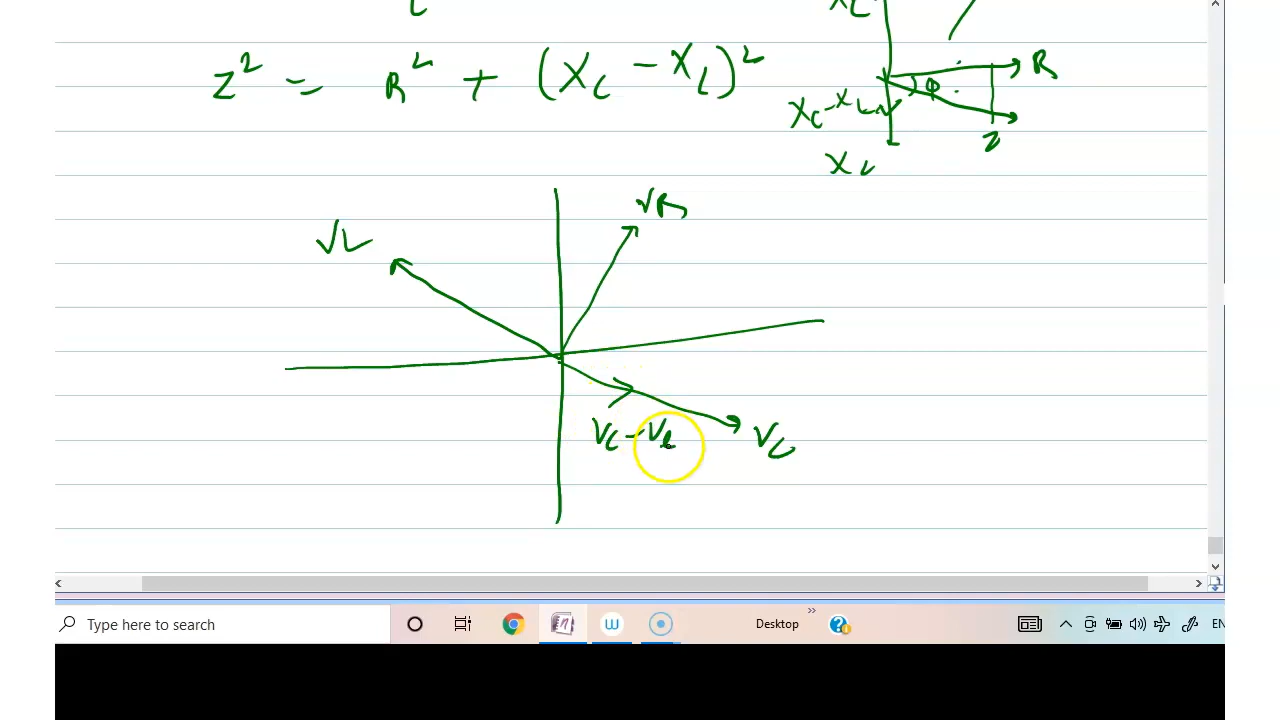 L
XL
Z² = R² + (XC - XL)²
R
Φ
XC-XL
Z
XL
VR
VL
VC-VL
VC
Type here to search
Desktop
»
EN